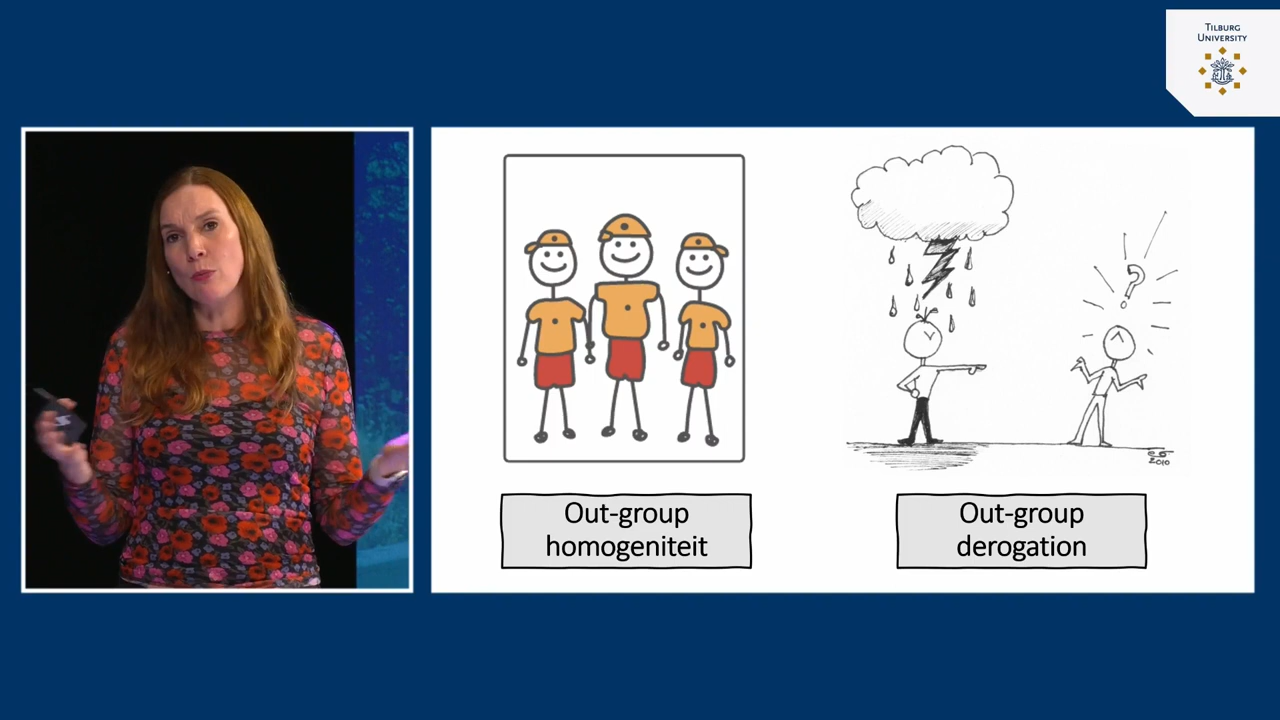 TILBURG
UNIVERSITY
Out-group
homogeniteit
Out-group
derogation
2010